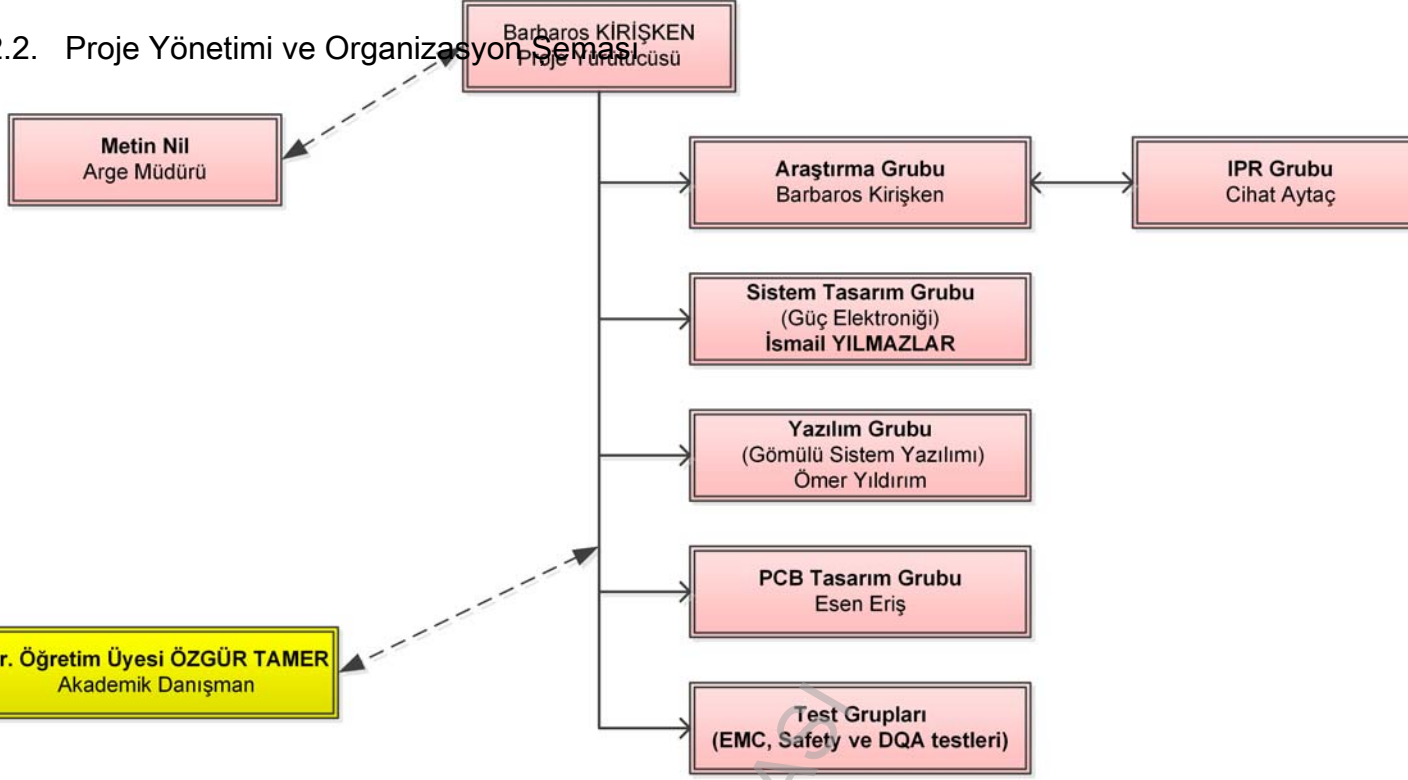 2.2. Proje Yönetimi ve Organizasyon Şeması
Barbaros KİRİŞKEN
Proje Yürütücüsü
Metin Nil
Arge Müdürü
Araştırma Grubu
Barbaros Kirişken
IPR Grubu
Cihat Aytaç
Sistem Tasarım Grubu
(Güç Elektroniği)
İsmail YILMAZLAR
Yazılım Grubu
(Gömülü Sistem Yazılımı)
Ömer Yıldırım
PCB Tasarım Grubu
Esen Eriş
r. Öğretim Üyesi ÖZGÜR TAMER
Akademik Danışman
Test Grupları
(EMC, Safety ve DQA testleri)
ASI